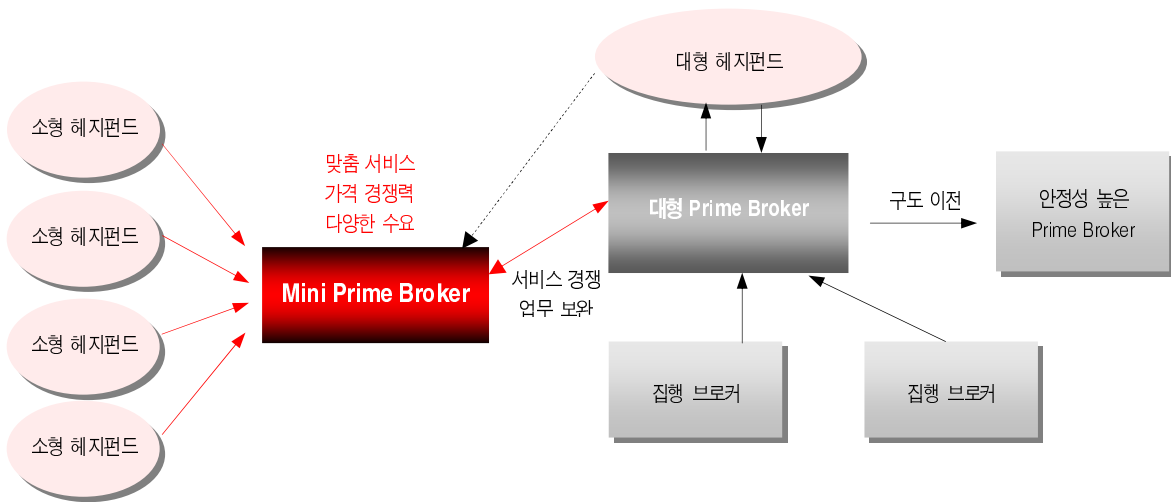 소형 헤지펀드
소형 헤지펀드
소형 헤지펀드
소형 헤지펀드
맞춤 서비스
가격 경쟁력
다양한 수요
Mini Prime Broker
서비스 경쟁
업무 보완
대형 헤지펀드
대형 Prime Broker
구도 이전
안정성 높은
Prime Broker
집행 브로커
집행 브로커